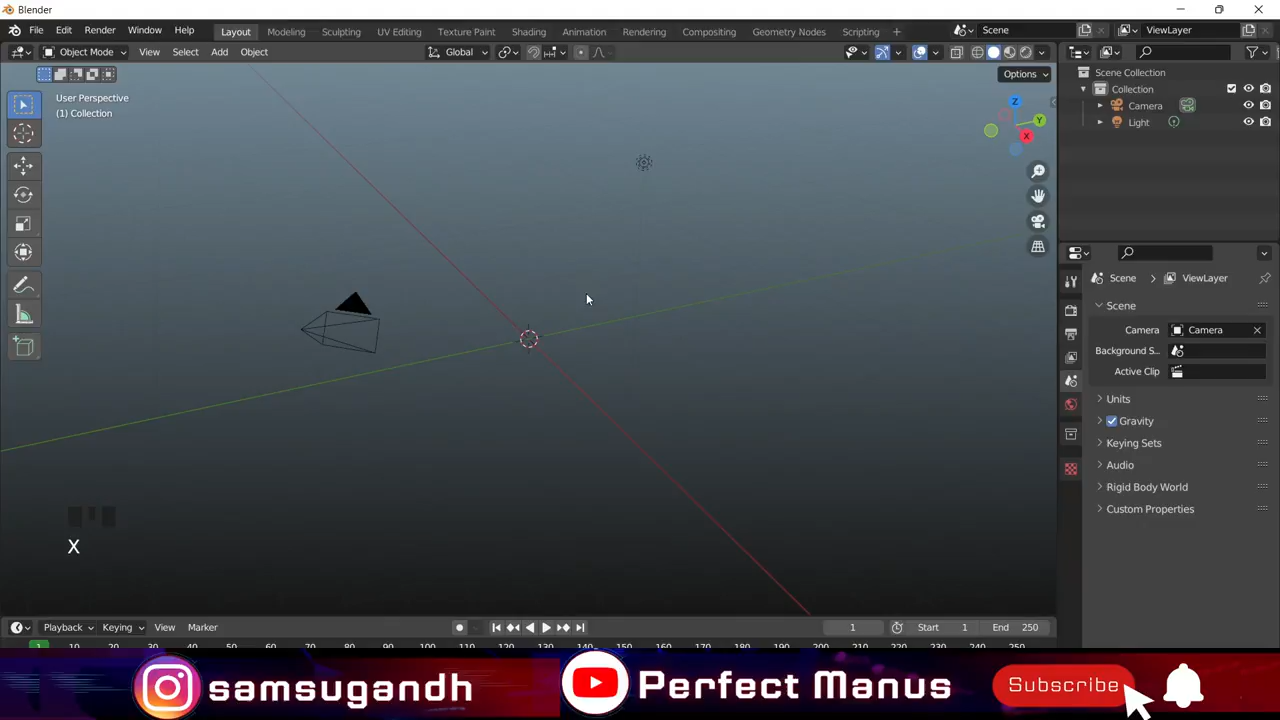 Blender
File Edit Render Window Help Layout Modeling Sculpting UV Editing Texture Paint Shading Animation Rendering Compositing Geometry Nodes Scripting + Scene ViewLayer
Object Mode View Select Add Object Global
Options
User Perspective
(1) Collection
Z
Y
X
Scene Collection
Collection
Camera
Light
Scene > ViewLayer
Scene
Camera Camera
Background S...
Active Clip
Units
Gravity
Keying Sets
Audio
Rigid Body World
Custom Properties
X
Playback Keying View Marker 1 Start 1 End 250
1 10 20 30 40 50 60 70 80 90 100 110 120 130 140 150 160 170 180 190 200 210 220 230 240 250
samsugandh Perfect Manus Subscribe